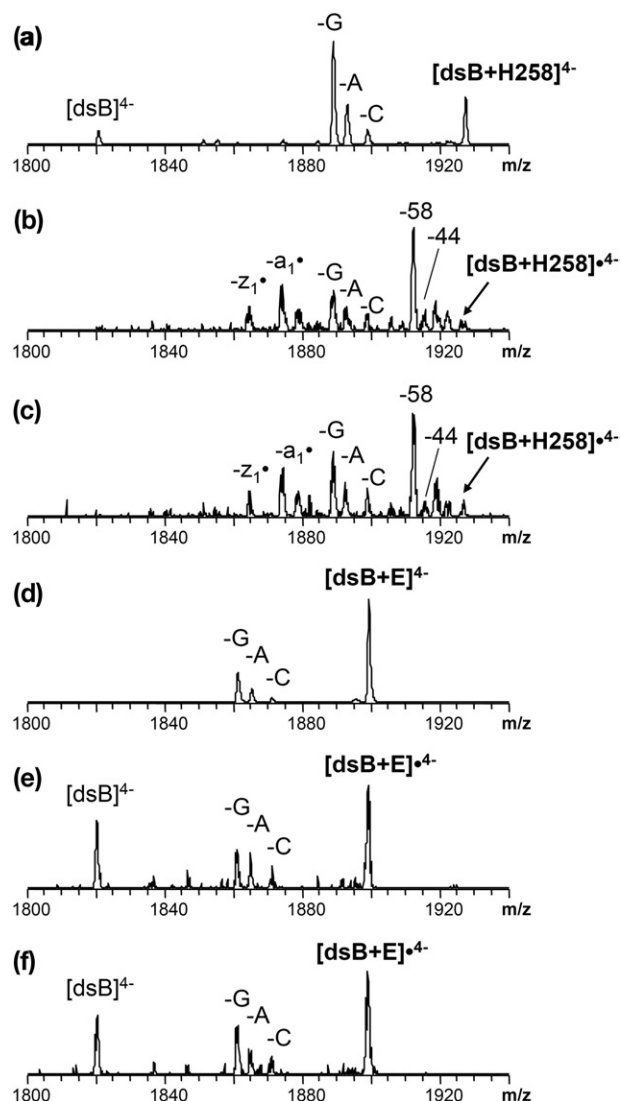 (a)
-G
-A
-C
[dsB]⁴⁻
[dsB+H258]⁴⁻
1800 1840 1880 1920 m/z
(b)
-58
-44
-z₁•
-a₁•
-G
-A
-C
[dsB+H258]•⁴⁻
1800 1840 1880 1920 m/z
(c)
-58
-44
-z₁•
-a₁•
-G
-A
-C
[dsB+H258]•⁴⁻
1800 1840 1880 1920 m/z
(d)
[dsB+E]⁴⁻
-G
-A
-C
1800 1840 1880 1920 m/z
(e)
[dsB+E]•⁴⁻
[dsB]⁴⁻
-G
-A
-C
1800 1840 1880 1920 m/z
(f)
[dsB+E]•⁴⁻
[dsB]⁴⁻
-G
-A
-C
1800 1840 1880 1920 m/z